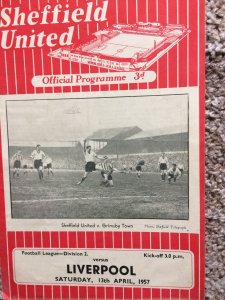 Sheffield
United
Official Programme 3d
Sheffield United v. Grimsby Town Photo, Sheffield Telegraph
Football League—Division 2. Kick-off 3.0 p.m.
versus
LIVERPOOL
SATURDAY, 13th APRIL, 1957